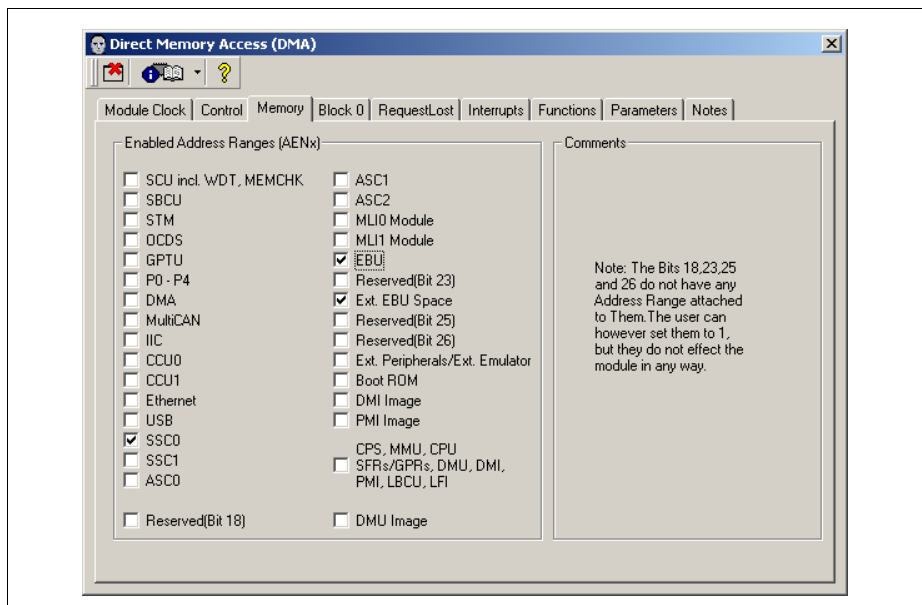 Direct Memory Access (DMA)
Module Clock
Control
Memory
Block 0
RequestLost
Interrupts
Functions
Parameters
Notes
Enabled Address Ranges (AENx)
SCU incl. WDT, MEMCHK
SBCU
STM
OCDS
GPTU
P0 - P4
DMA
MultiCAN
IIC
CCU0
CCU1
Ethernet
USB
SSC0
SSC1
ASC0
Reserved(Bit 18)
ASC1
ASC2
MLI0 Module
MLI1 Module
EBU
Reserved(Bit 23)
Ext. EBU Space
Reserved(Bit 25)
Reserved(Bit 26)
Ext. Peripherals/Ext. Emulator
Boot ROM
DMI Image
PMI Image
CPS, MMU, CPU
SFRs/GPRs, DMU, DMI,
PMI, LBCU, LFI
DMU Image
Comments
Note: The Bits 18,23,25
and 26 do not have any
Address Range attached
to Them.The user can
however set them to 1,
but they do not effect the
module in any way.